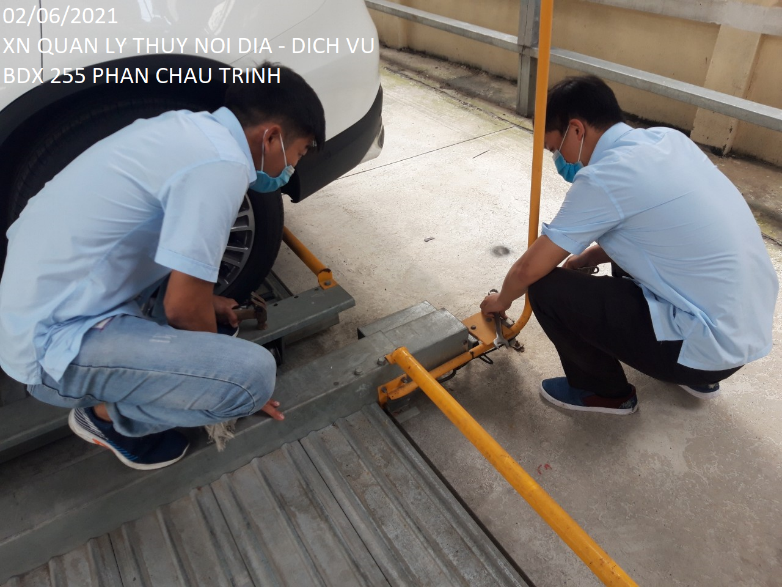 02/06/2021
XN QUAN LY THUY NOI DIA - DICH VU
BDX 255 PHAN CHAU TRINH